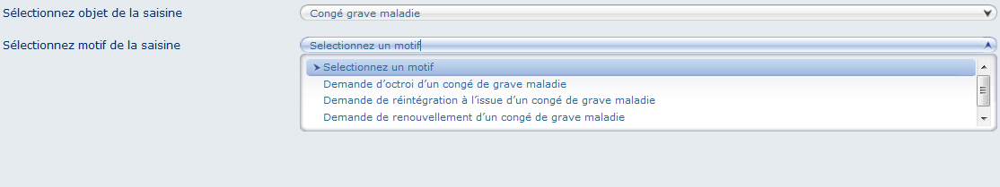 Sélectionnez objet de la saisine
Congé grave maladie
Sélectionnez motif de la saisine
Selectionnez un motif
Selectionnez un motif
Demande d'octroi d'un congé de grave maladie
Demande de réintégration à l'issue d'un congé de grave maladie
Demande de renouvellement d'un congé de grave maladie